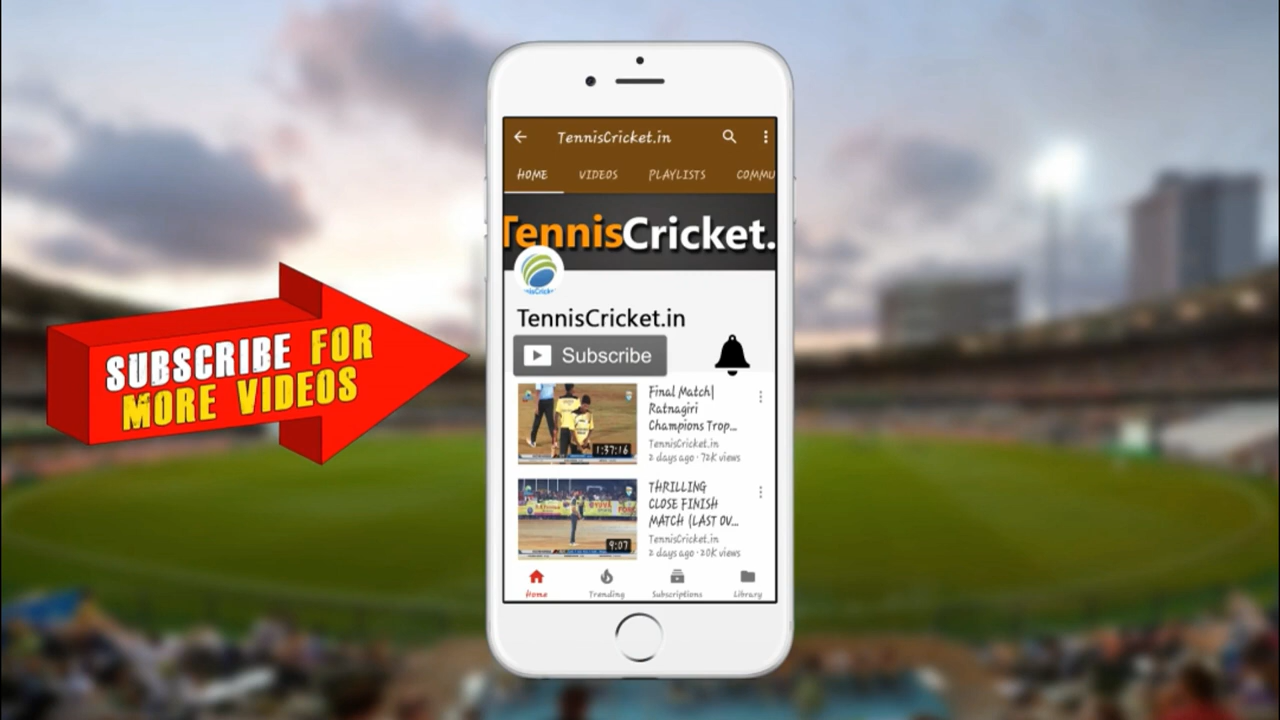 SUBSCRIBE FOR
MORE VIDEOS
TennisCricket.in
HOME VIDEOS PLAYLISTS COMMU
TennisCricket.
TennisCricket.in
Subscribe
Final Match|
Ratnagiri
Champions Trop...
TennisCricket.in
2 days ago · 72K views
1:37:16
THRILLING
CLOSE FINISH
MATCH (LAST OV...
TennisCricket.in
2 days ago · 20K views
9:07
Home Trending Subscriptions Library